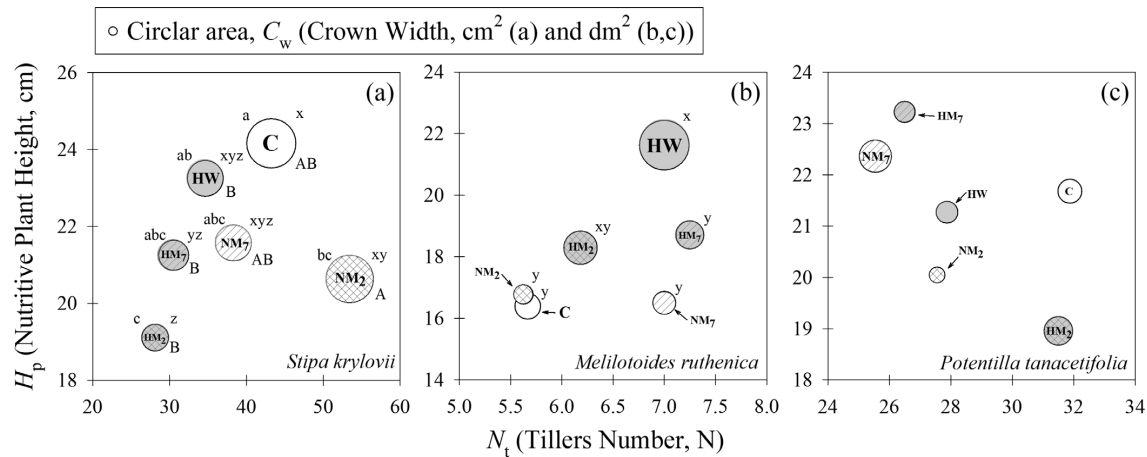 ○ Circlar area, C_w (Crown Width, cm² (a) and dm² (b,c))
H_p (Nutritive Plant Height, cm)
26
24
22
20
18
(a)
a x
C
AB
ab xyz
HW
B
abc xyz
NM₇
AB
abc yz
HM₇
B
bc xy
NM₂
A
c z
HM₂
B
Stipa krylovii
20 30 40 50 60
24
22
20
18
16
14
(b)
x
HW
xy
HM₂
y
HM₇
NM₂ y
y
C
y
NM₇
Melilotoides ruthenica
5.0 5.5 6.0 6.5 7.0 7.5 8.0
24
23
22
21
20
19
18
(c)
HM₇
NM₇
C
HW
NM₂
HM₂
Potentilla tanacetifolia
24 26 28 30 32 34
N_t (Tillers Number, N)